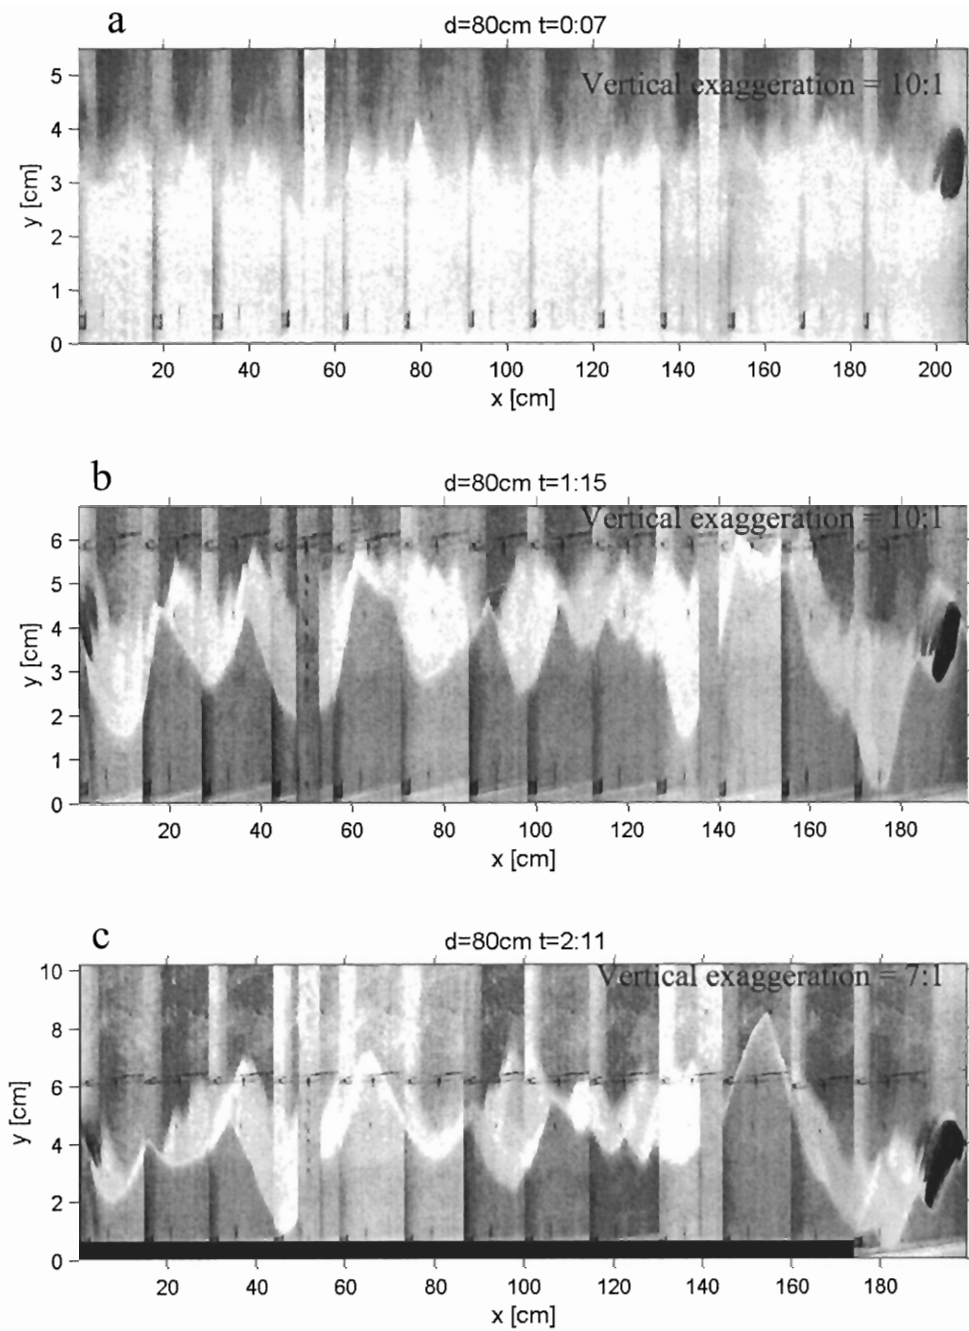 a
d=80cm t=0:07
Vertical exaggeration = 10:1
5
4
3
2
1
0
y [cm]
20 40 60 80 100 120 140 160 180 200
x [cm]
b
d=80cm t=1:15
Vertical exaggeration = 10:1
6
5
4
3
2
1
0
y [cm]
20 40 60 80 100 120 140 160 180
x [cm]
c
d=80cm t=2:11
Vertical exaggeration = 7:1
10
8
6
4
2
0
y [cm]
20 40 60 80 100 120 140 160 180
x [cm]